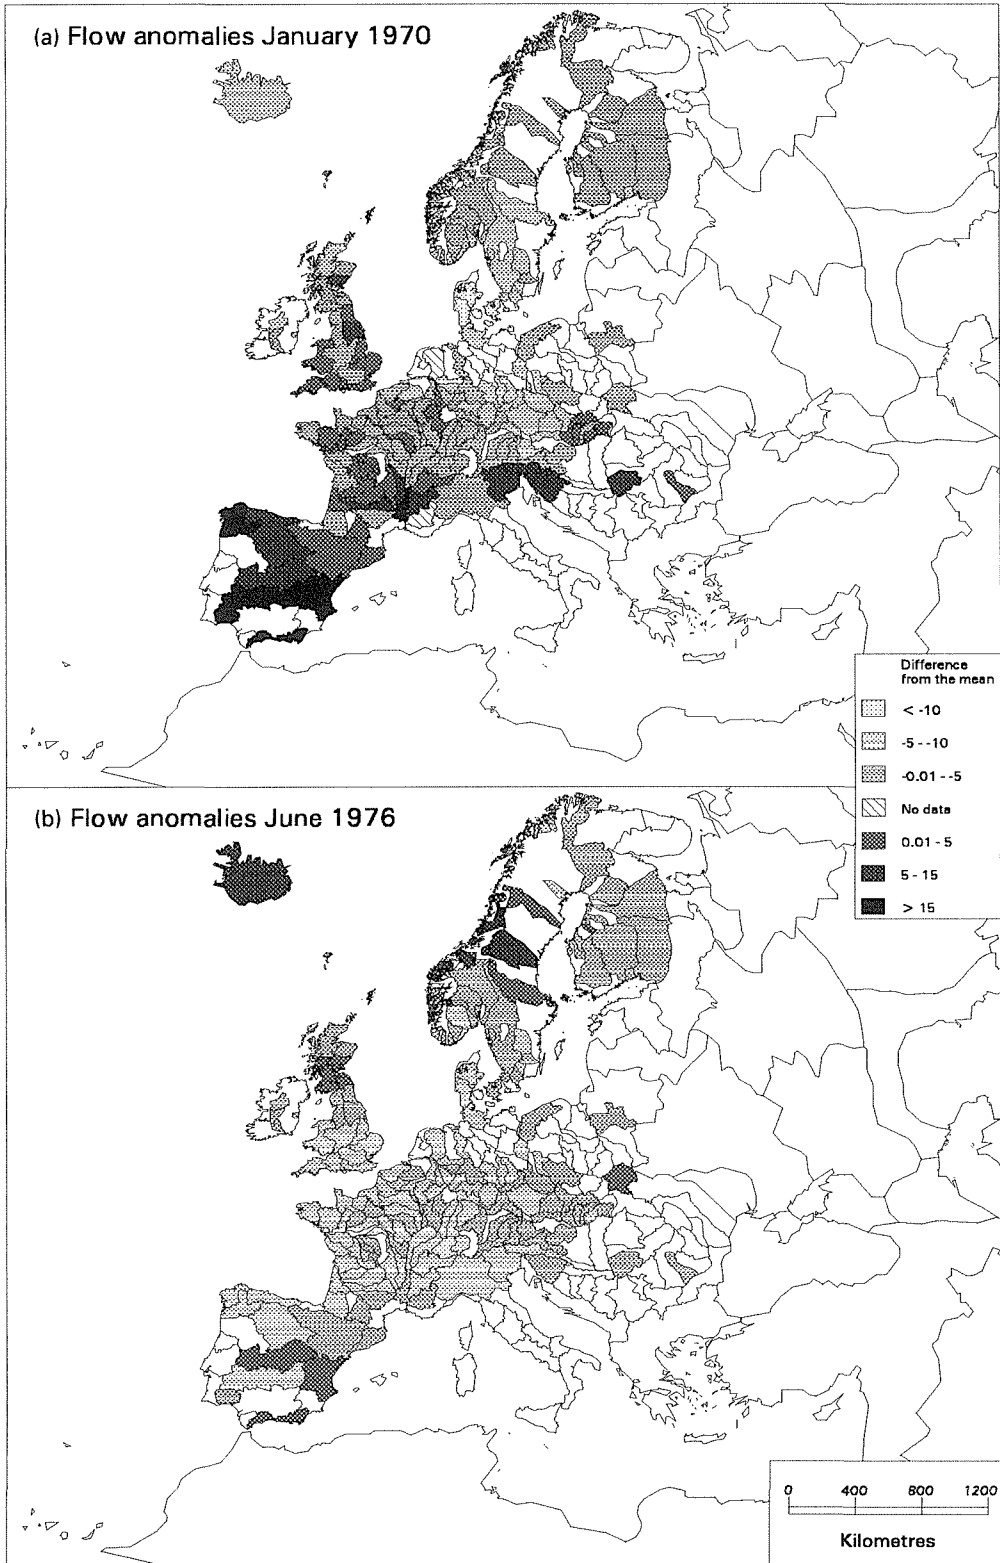 (a) Flow anomalies January 1970
Difference
from the mean
< -10
-5 - -10
-0.01 - -5
No data
0.01 - 5
5 - 15
> 15
(b) Flow anomalies June 1976
0 400 800 1200
Kilometres